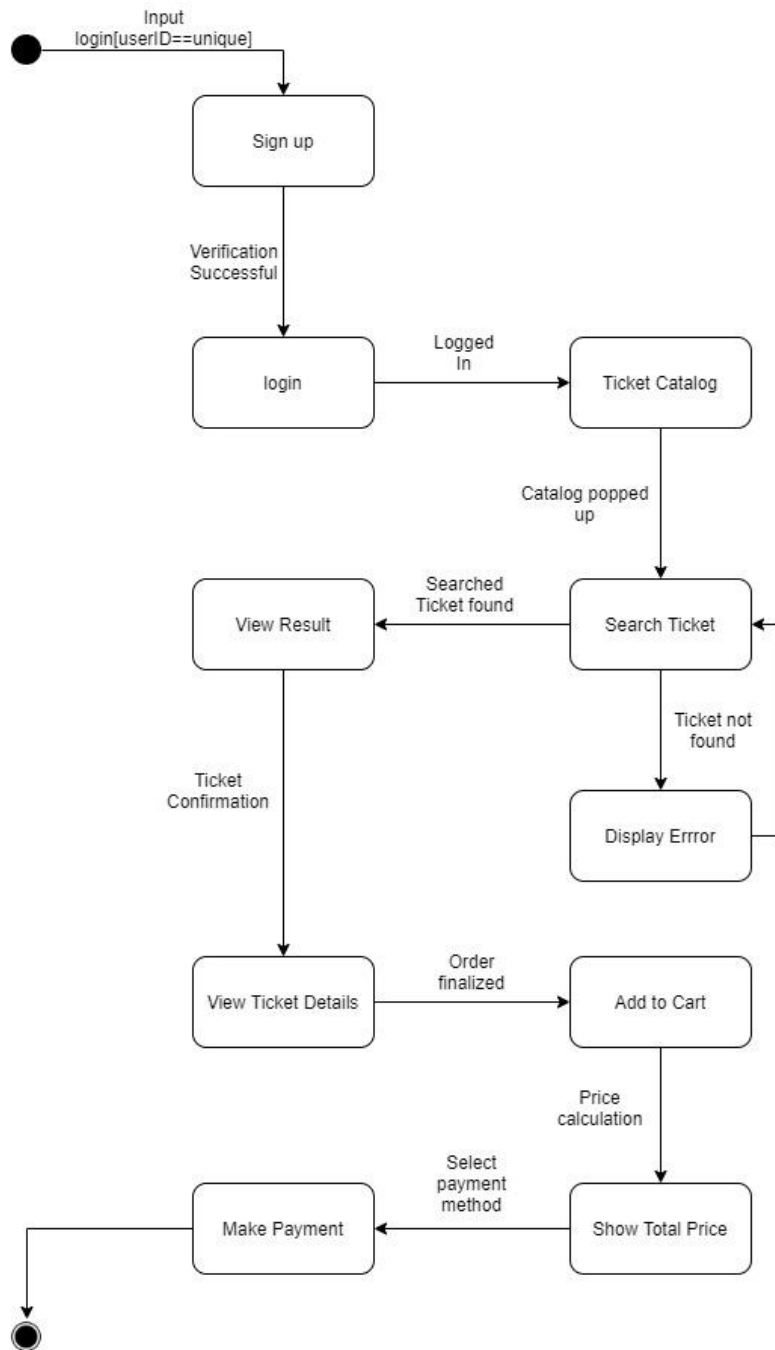 Input
login[userID==unique]
Sign up
Verification
Successful
login
Logged
In
Ticket Catalog
Catalog popped
up
View Result
Searched
Ticket found
Search Ticket
Ticket not
found
Ticket
Confirmation
Display Errror
View Ticket Details
Order
finalized
Add to Cart
Price
calculation
Make Payment
Select
payment
method
Show Total Price